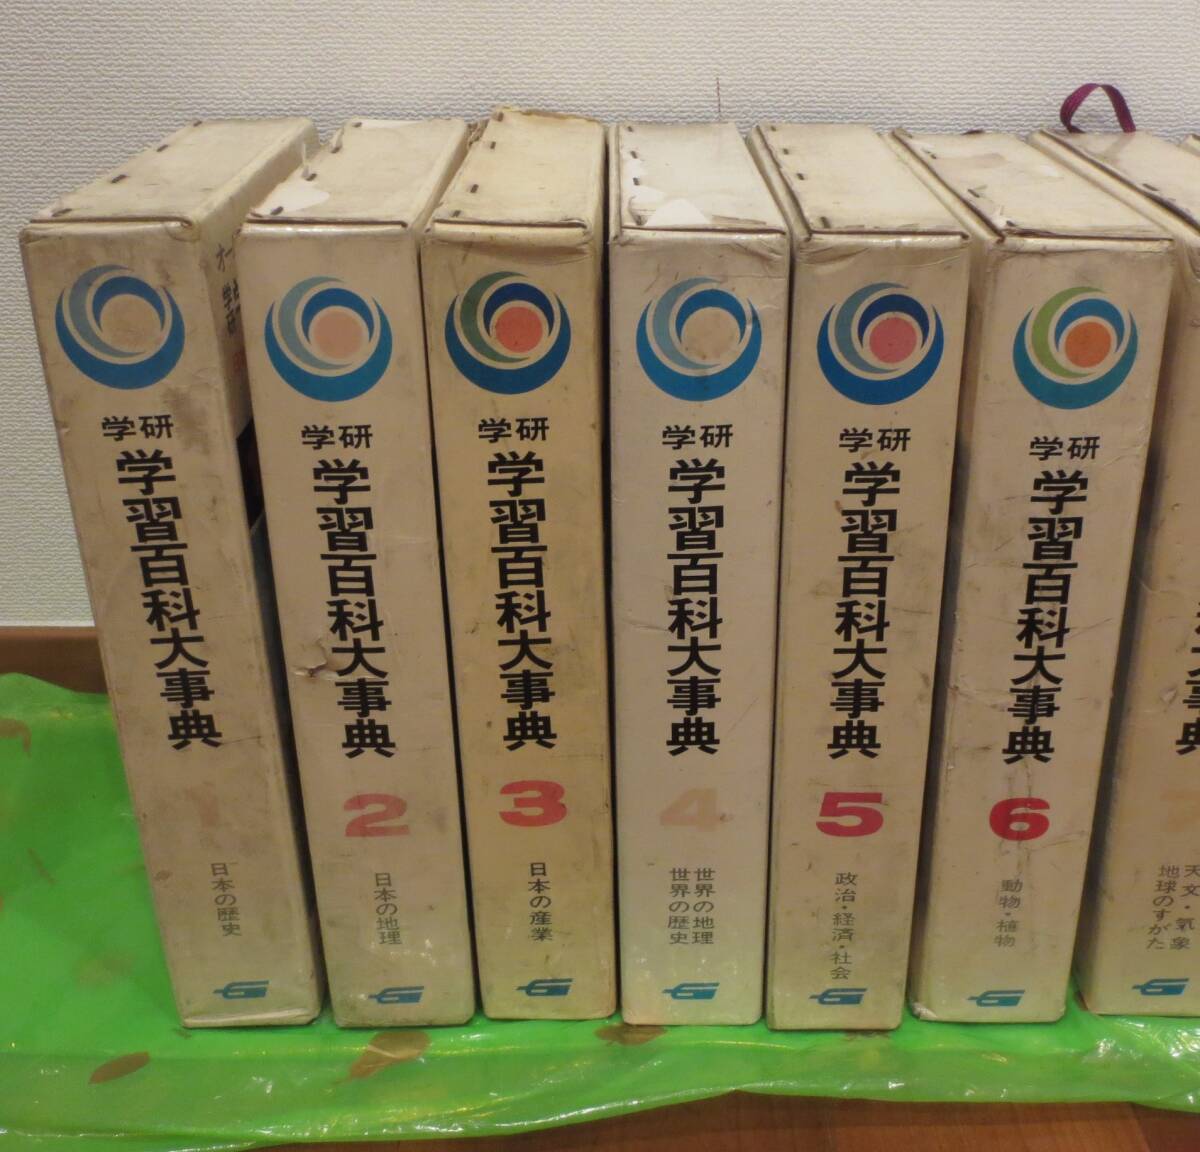 学研
学習百科大事典
1
日本の歴史
学研
学習百科大事典
2
日本の地理
学研
学習百科大事典
3
日本の産業
学研
学習百科大事典
4
世界の地理
世界の歴史
学研
学習百科大事典
5
政治・経済・社会
学研
学習百科大事典
6
動物・植物
大事典
7
天文・気象
地球のすがた